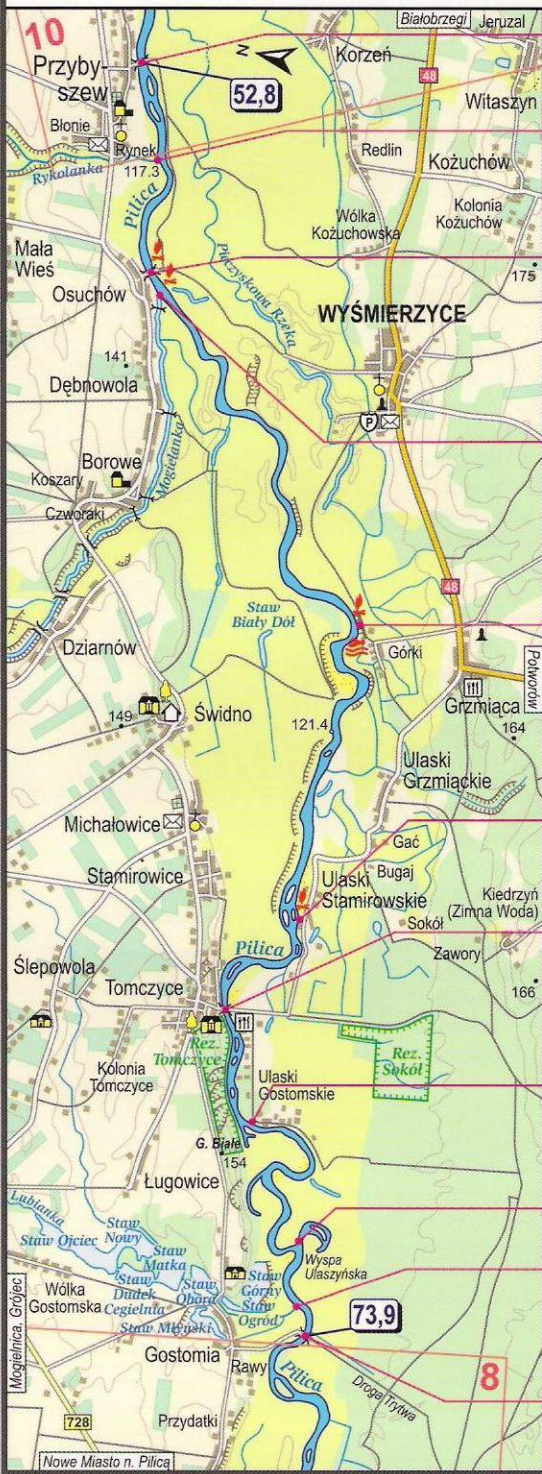 10
Białobrzegi
Jeruzal
Przyby-
szew
N
Korzeń
48
52,8
Witaszyn
Błonie
Rynek
117.3
Redlin
Kożuchów
Rykolanka
Pilica
Wólka
Kożuchowska
Kolonia
Kożuchów
Mała
Wieś
175
Osuchów
WYŚMIERZYCE
141
Dębnowola
P
Borowe
Mogielanka
Koszary
Czworaki
48
Staw
Biały Dół
Dziarnów
Górki
Potworów
Grzmiąca
149
Świdno
121.4
164
Ulaski
Grzmiąckie
Michałowice
Gać
Bugaj
Stamirowice
Ulaski
Stamirowskie
Kiedrzyń
(Zimna Woda)
Sokół
Pilica
Zawory
Ślepowola
Tomczyce
166
Rez.
Tomczyce
Rez.
Sokół
Kolonia
Tomczyce
Ulaski
Gostomskie
G. Białe
154
Ługowice
Lubianka
Staw Ojciec
Staw
Nowy
Staw
Matka
Wyspa
Ulaszyńska
Wólka
Gostomska
Staw
Dudek
Cegielnia
Staw
Obora
Staw
Górny
Staw
Ogród
Mogielnica, Grójec
Staw Młyński
73,9
Gostomia
8
Rawy
Pilica
Droga Trytwa
728
Przydatki
Nowe Miasto n. Pilicą